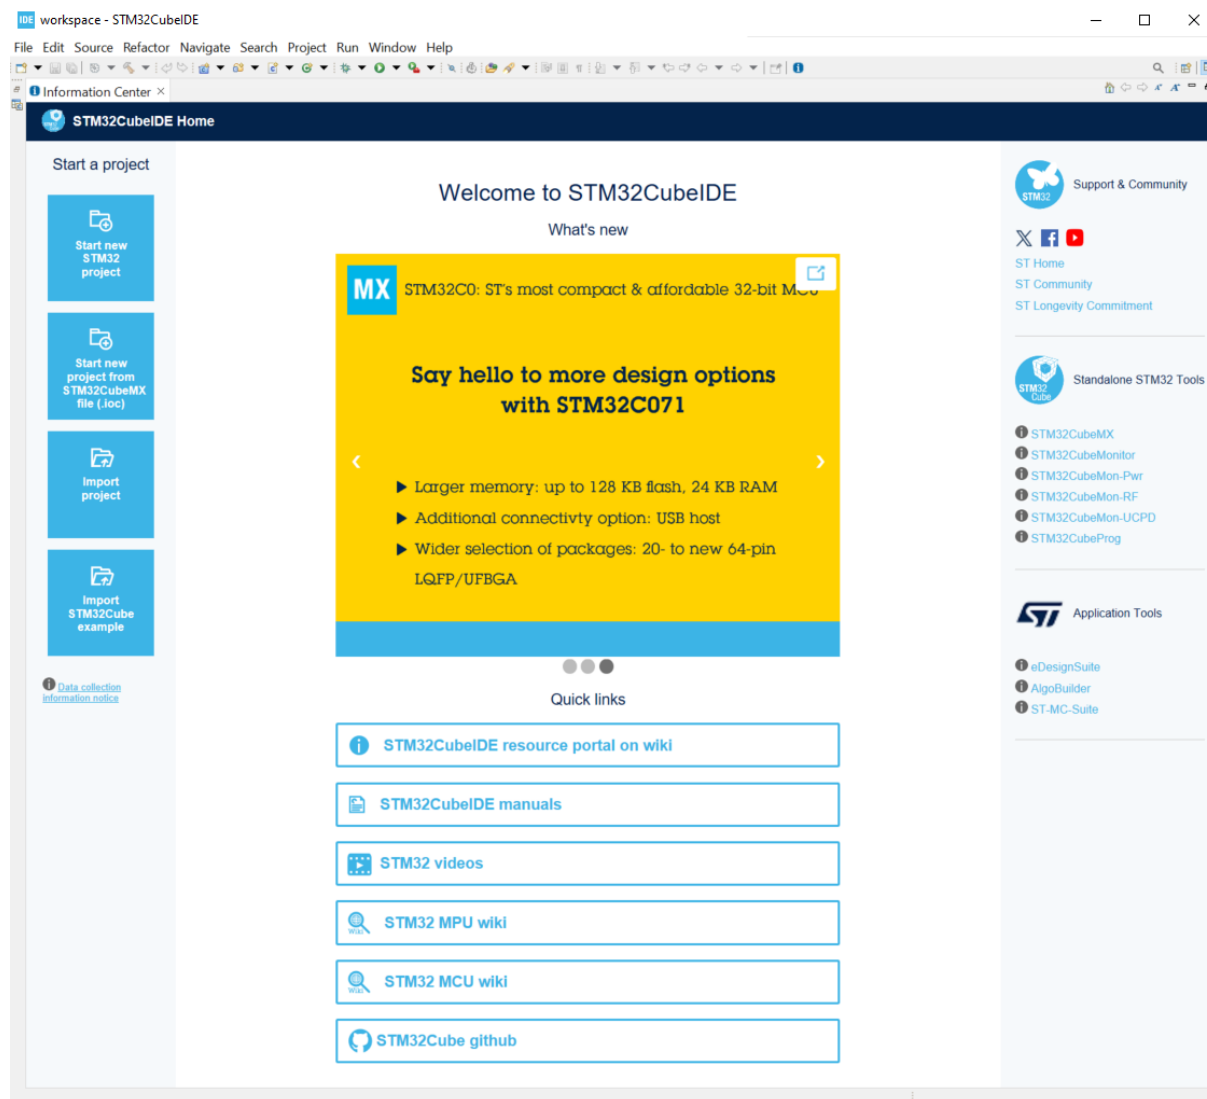 IDE workspace - STM32CubeIDE
File Edit Source Refactor Navigate Search Project Run Window Help
Information Center
STM32CubeIDE Home
Start a project
Start new
STM32
project
Start new
project from
STM32CubeMX
file (.ioc)
Import
project
Import
STM32Cube
example
Data collection
information notice
Welcome to STM32CubeIDE
What's new
MX STM32C0: ST's most compact & affordable 32-bit MCU
Say hello to more design options
with STM32C071
Larger memory: up to 128 KB flash, 24 KB RAM
Additional connectivty option: USB host
Wider selection of packages: 20- to new 64-pin
LQFP/UFBGA
Quick links
STM32CubeIDE resource portal on wiki
STM32CubeIDE manuals
STM32 videos
Wiki STM32 MPU wiki
Wiki STM32 MCU wiki
STM32Cube github
STM32 Support & Community
ST Home
ST Community
ST Longevity Commitment
STM32
Cube
Standalone STM32 Tools
STM32CubeMX
STM32CubeMonitor
STM32CubeMon-Pwr
STM32CubeMon-RF
STM32CubeMon-UCPD
STM32CubeProg
ST Application Tools
eDesignSuite
AlgoBuilder
ST-MC-Suite